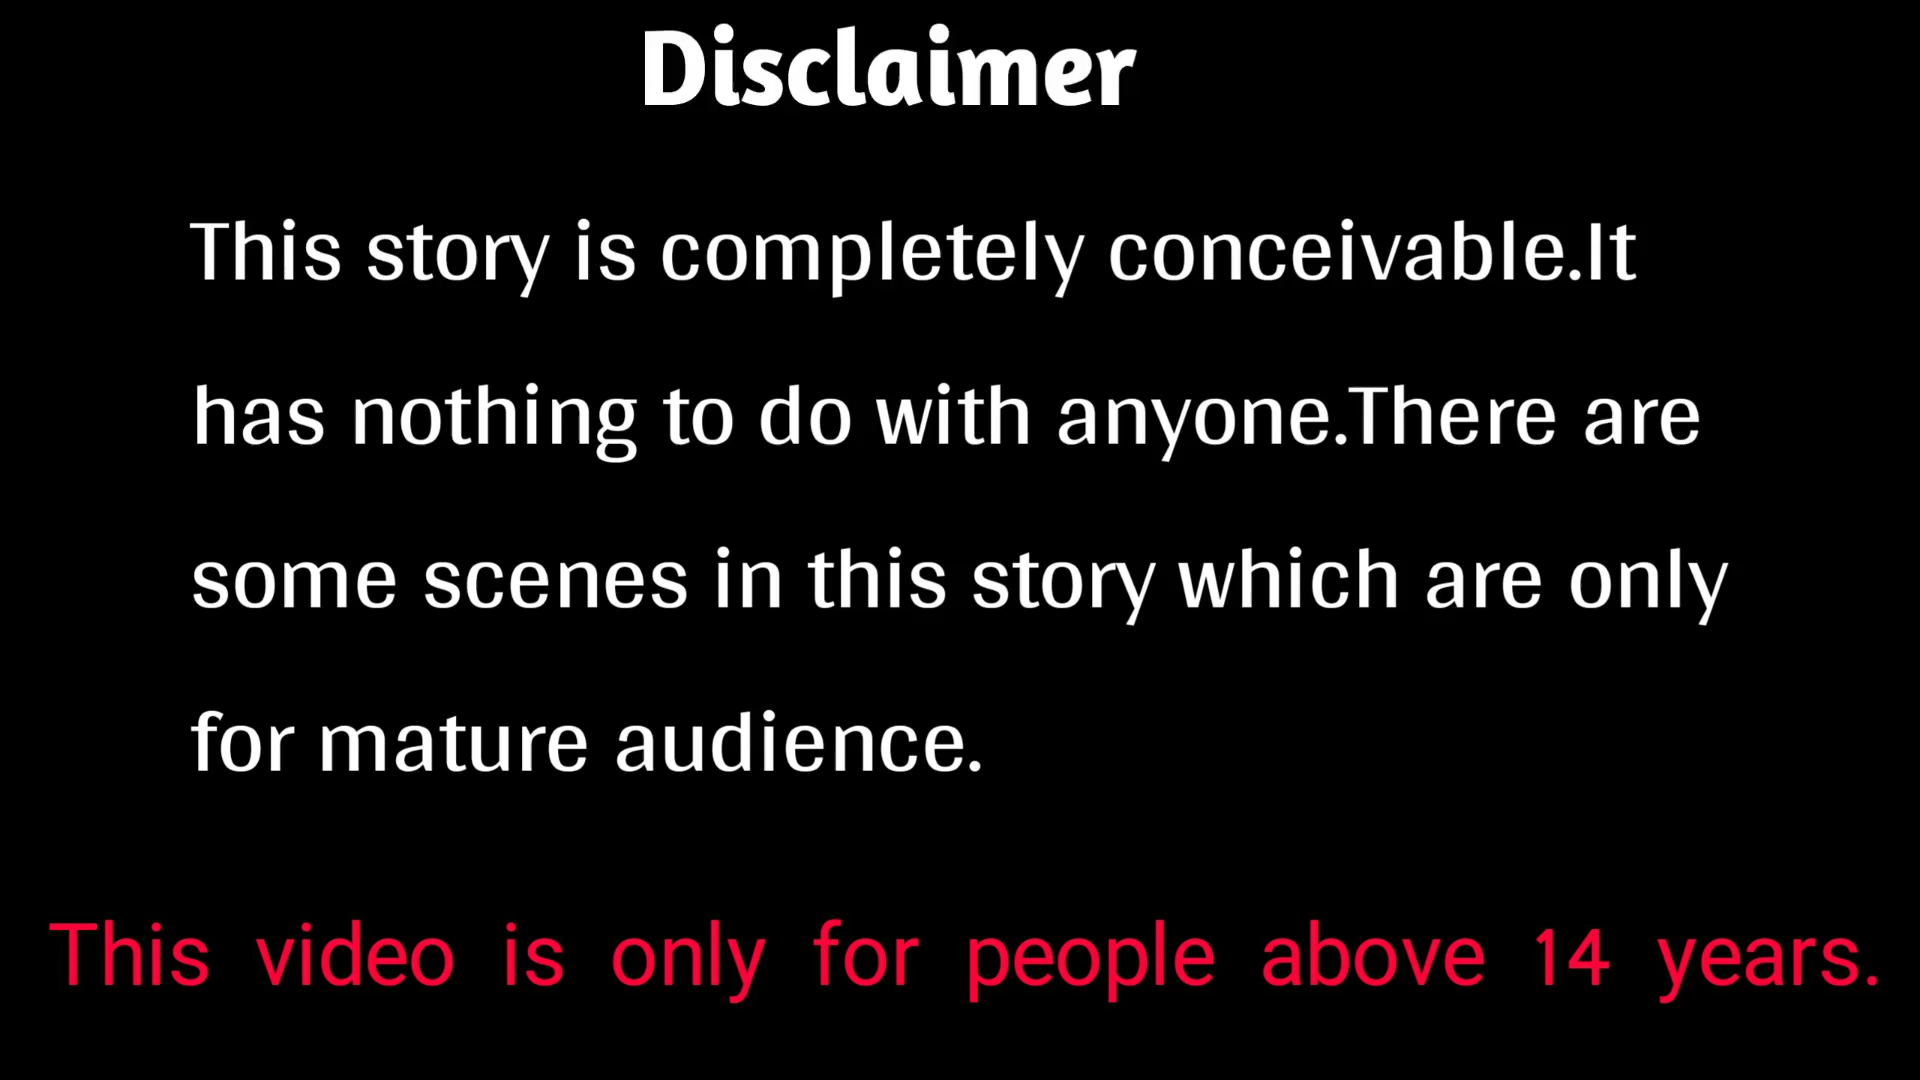 Disclaimer
This story is completely conceivable.It
has nothing to do with anyone.There are
some scenes in this story which are only
for mature audience.
This video is only for people above 14 years.